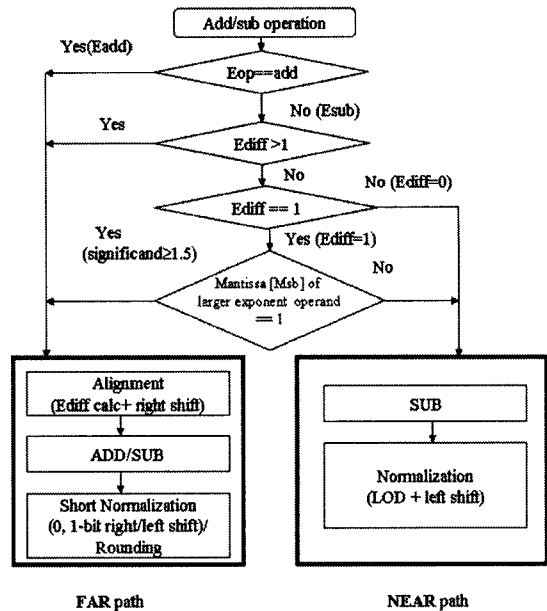 Add/sub operation
Yes(Eadd)
Eop==add
No (Esub)
Yes
Ediff >1
No
No (Ediff=0)
Ediff == 1
Yes
(significand≥1.5)
Yes (Ediff=1)
No
Mantissa [Msb] of
larger exponent operand
== 1
Alignment
(Ediff calc+ right shift)
ADD/SUB
Short Normalization
(0, 1-bit right/left shift)/
Rounding
SUB
Normalization
(LOD + left shift)
FAR path
NEAR path